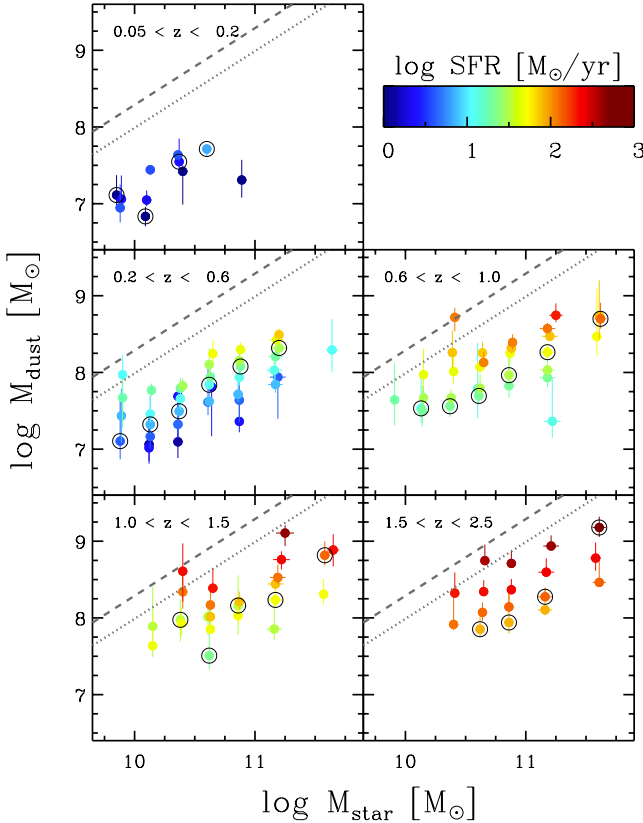 0.05 < z < 0.2
9
8
7
log SFR [M⊙/yr]
0 1 2 3
0.2 < z < 0.6
0.6 < z < 1.0
9
8
7
log M_dust [M⊙]
1.0 < z < 1.5
1.5 < z < 2.5
9
8
7
10 11 10 11
log M_star [M⊙]